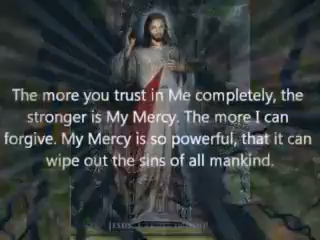 The more you trust in Me completely, the
stronger is My Mercy. The more I can
forgive. My Mercy is so powerful, that it can
wipe out the sins of all mankind.